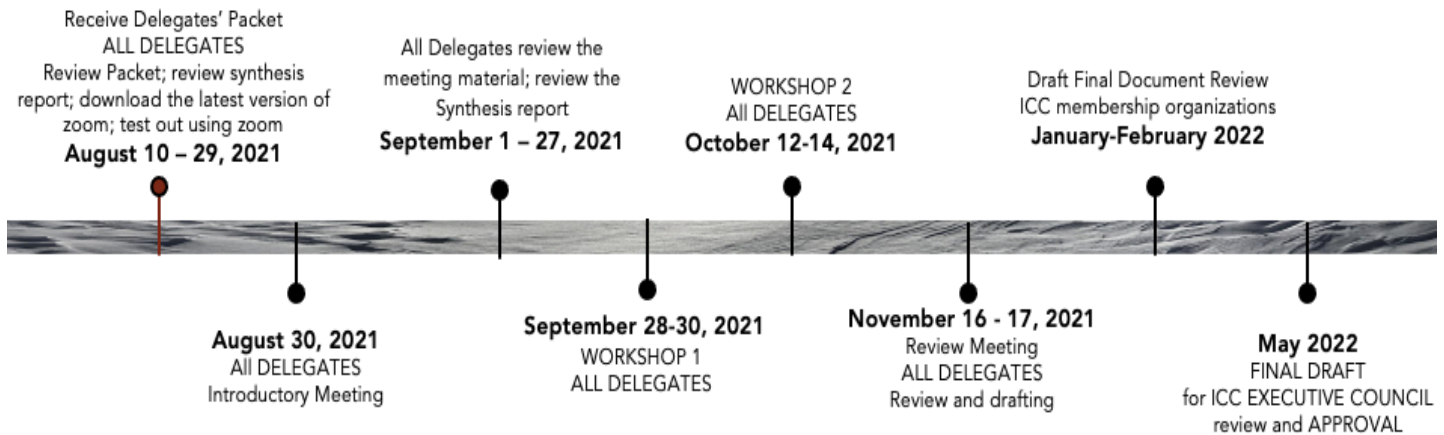 Receive Delegates' Packet
ALL DELEGATES
Review Packet; review synthesis
report; download the latest version of
zoom; test out using zoom
August 10 – 29, 2021
All Delegates review the
meeting material; review the
Synthesis report
September 1 – 27, 2021
WORKSHOP 2
All DELEGATES
October 12-14, 2021
Draft Final Document Review
ICC membership organizations
January-February 2022
August 30, 2021
All DELEGATES
Introductory Meeting
September 28-30, 2021
WORKSHOP 1
ALL DELEGATES
November 16 - 17, 2021
Review Meeting
ALL DELEGATES
Review and drafting
May 2022
FINAL DRAFT
for ICC EXECUTIVE COUNCIL
review and APPROVAL